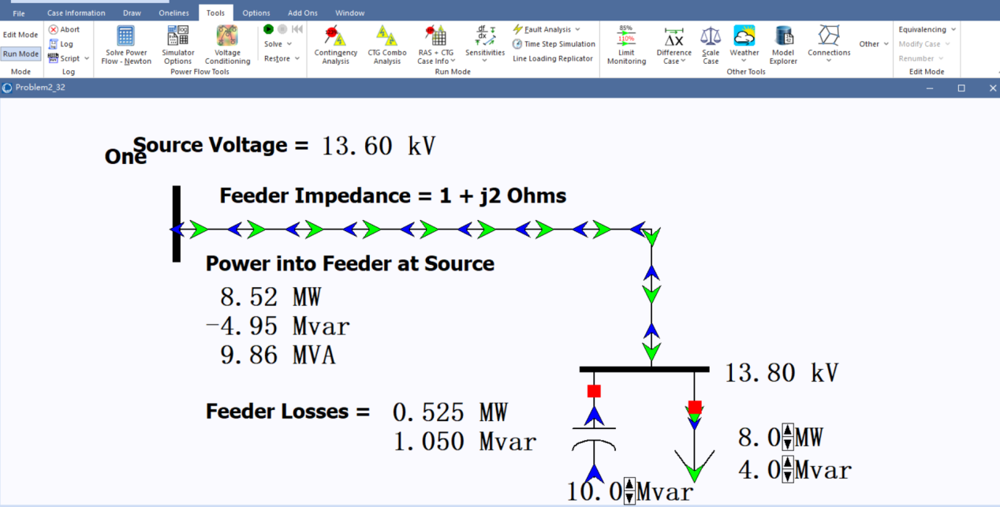 File Case Information Draw Onelines Tools Options Add Ons Window
Edit Mode
Run Mode
Mode
Abort
Log
Script
Log
Solve Power Flow - Newton
Simulator Options
Voltage Conditioning
Solve
Restore
Power Flow Tools
Contingency Analysis
CTG Combo Analysis
RAS + CTG Case Info
Sensitivities
Fault Analysis
Time Step Simulation
Line Loading Replicator
Run Mode
85%
110%
Limit Monitoring
ΔX
Difference Case
Scale Case
Weather
Model Explorer
Connections
Other
Other Tools
Equivalencing
Modify Case
Renumber
Edit Mode
Problem2_32
Source Voltage = 13.60 kV
One
Feeder Impedance = 1 + j2 Ohms
Power into Feeder at Source
8.52 MW
-4.95 Mvar
9.86 MVA
13.80 kV
Feeder Losses = 0.525 MW
1.050 Mvar
8.0 MW
4.0 Mvar
10.0 Mvar